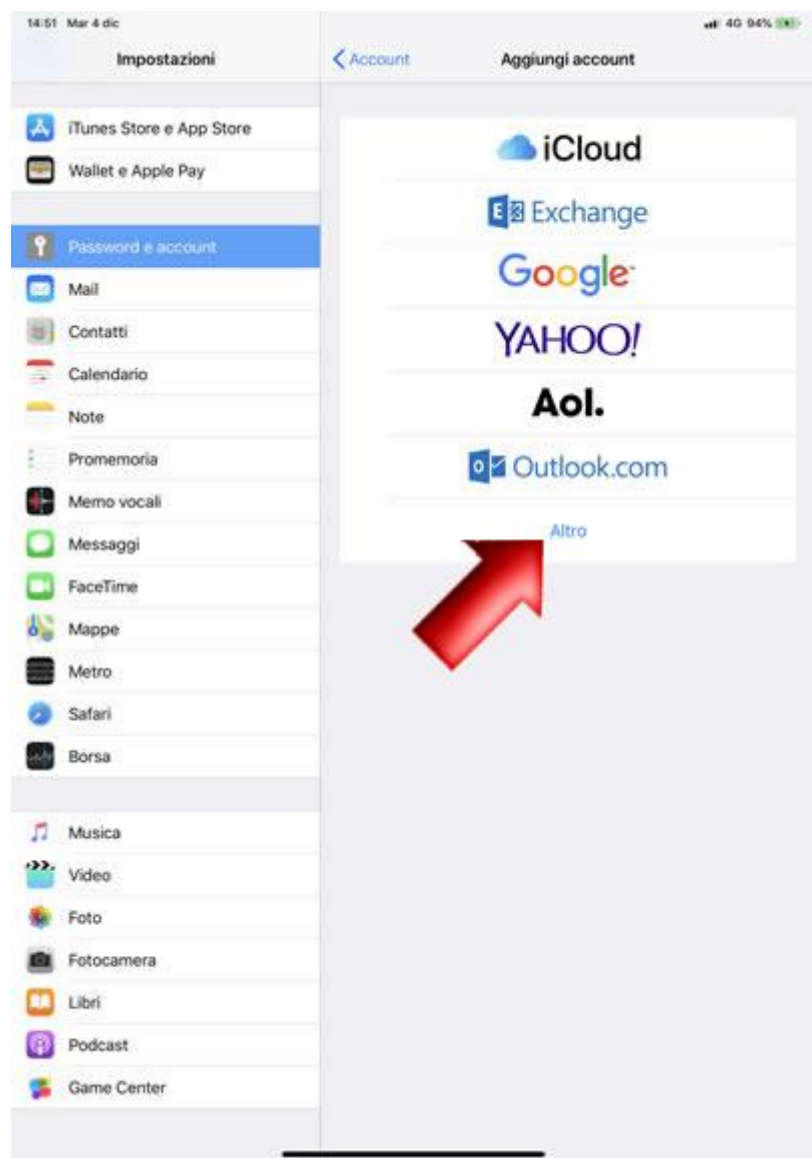 14:51 Mar 4 dic
4G 94%
Impostazioni
iTunes Store e App Store
Wallet e Apple Pay
Password e account
Mail
Contatti
Calendario
Note
Promemoria
Memo vocali
Messaggi
FaceTime
Mappe
Metro
Safari
Borsa
Musica
Video
Foto
Fotocamera
Libri
Podcast
Game Center
Account
Aggiungi account
iCloud
Exchange
Google
YAHOO!
Aol.
Outlook.com
Altro